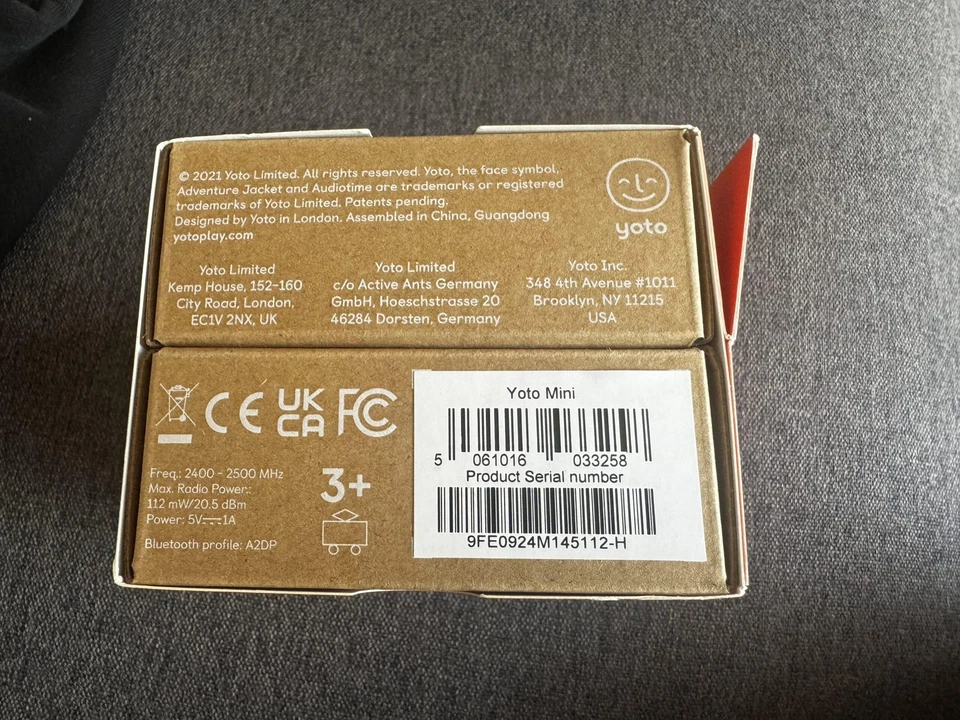 © 2021 Yoto Limited. All rights reserved. Yoto, the face symbol,
Adventure Jacket and Audiotime are trademarks or registered
trademarks of Yoto Limited. Patents pending.
Designed by Yoto in London. Assembled in China, Guangdong
yotoplay.com
yoto
Yoto Limited
Kemp House, 152-160
City Road, London,
EC1V 2NX, UK
Yoto Limited
c/o Active Ants Germany
GmbH, Hoeschstrasse 20
46284 Dorsten, Germany
Yoto Inc.
348 4th Avenue #1011
Brooklyn, NY 11215
USA
CE
UK
CA
FC
Freq.: 2400 - 2500 MHz
Max. Radio Power:
112 mW/20.5 dBm
Power: 5V⎓1A
Bluetooth profile: A2DP
3+
Yoto Mini
5 061016 033258
Product Serial number
9FE0924M145112-H